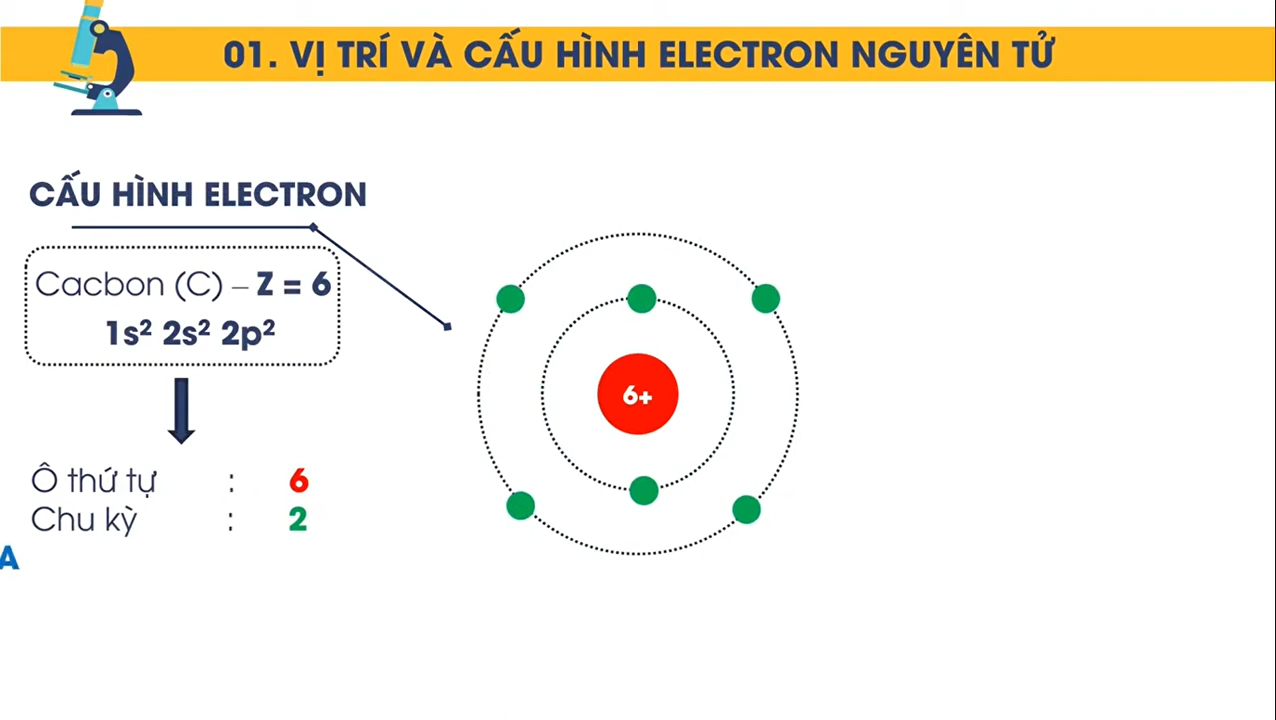 01. VỊ TRÍ VÀ CẤU HÌNH ELECTRON NGUYÊN TỬ
CẤU HÌNH ELECTRON
Cacbon (C) – Z = 6
1s² 2s² 2p²
6+
Ô thứ tự : 6
Chu kỳ : 2
A